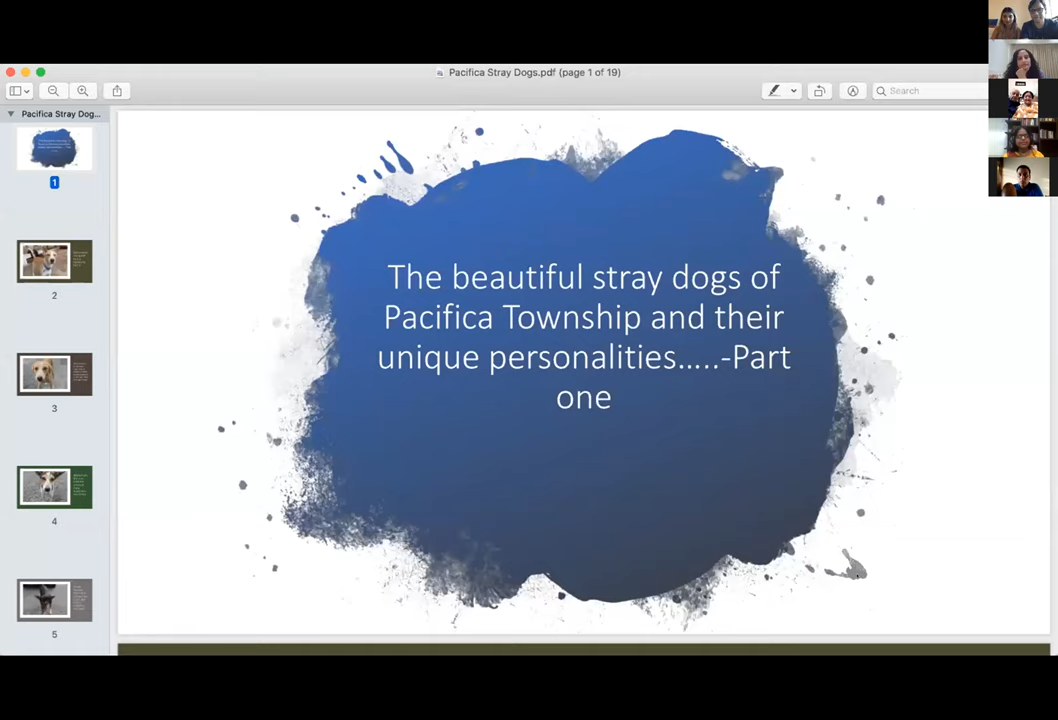 Pacifica Stray Dogs.pdf (page 1 of 19)
Search
Pacifica Stray Dog...
1
2
3
4
5
The beautiful stray dogs of
Pacifica Township and their
unique personalities.....-Part
one